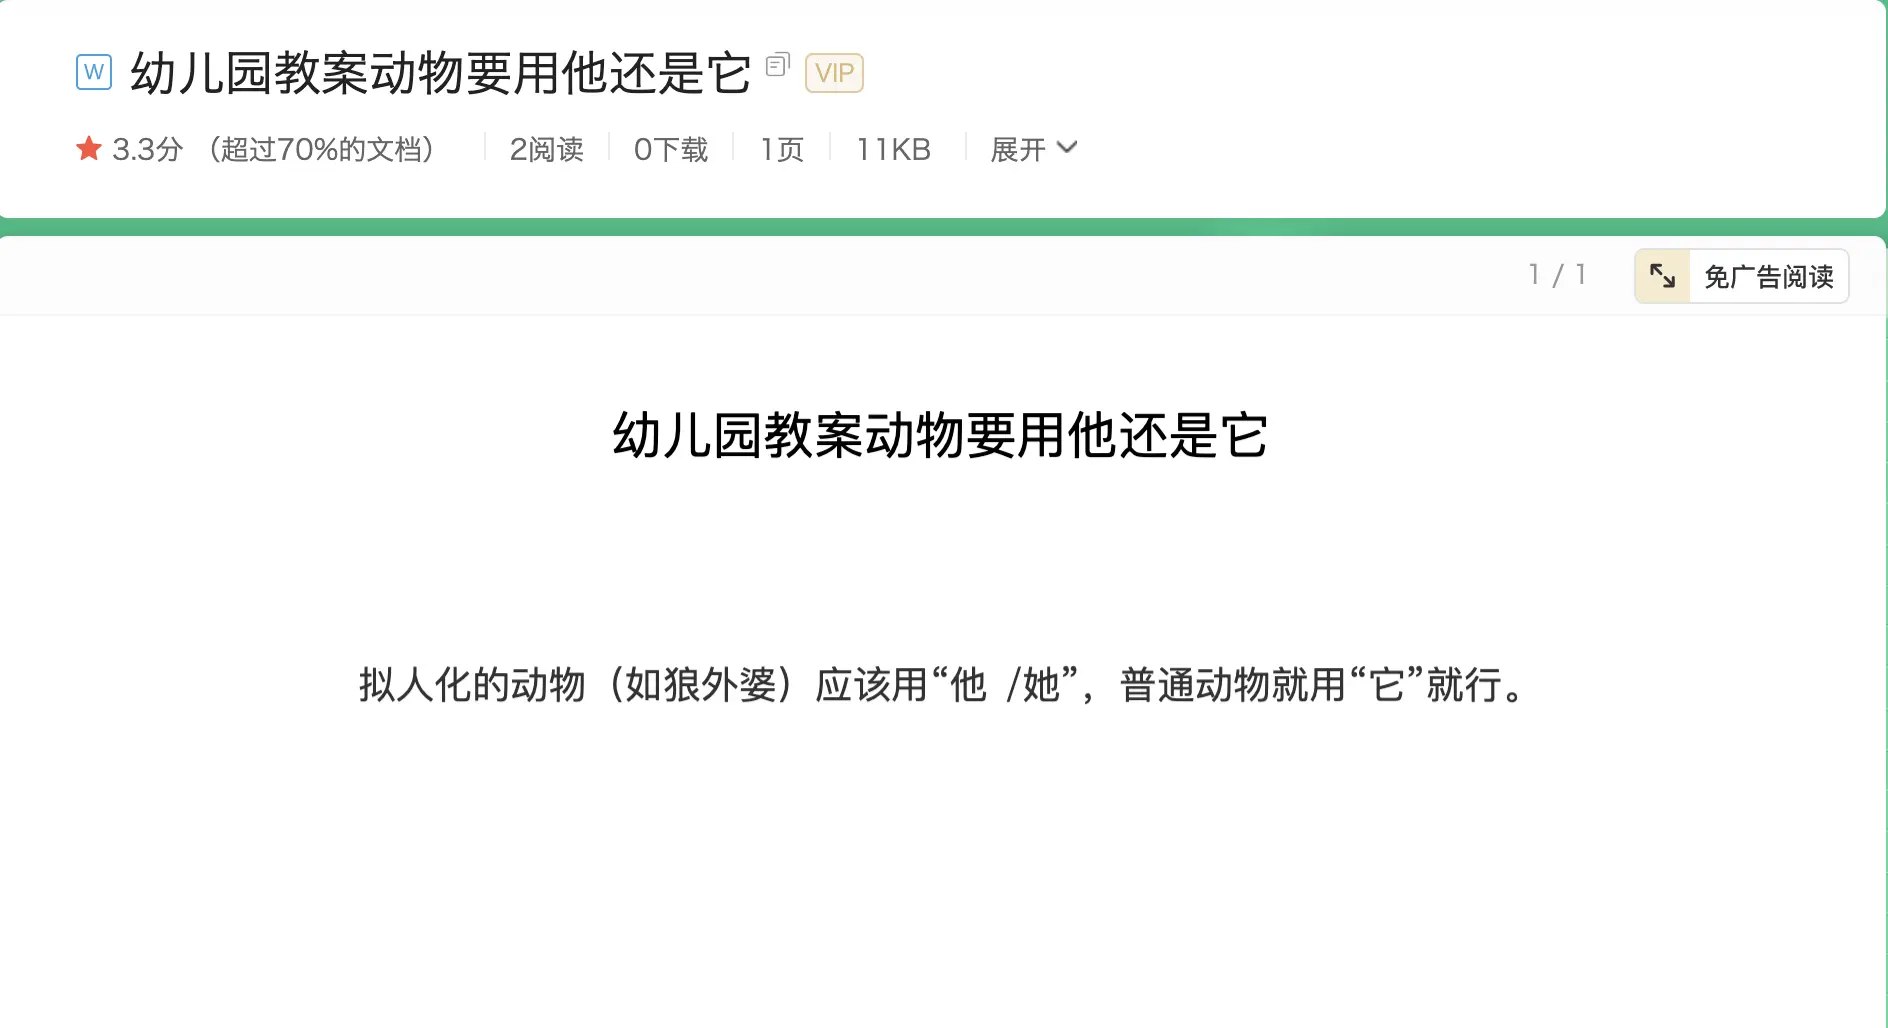 W 幼儿园教案动物要用他还是它 VIP
3.3分 （超过70%的文档） 2阅读 0下载 1页 11KB 展开
1 / 1 免广告阅读
幼儿园教案动物要用他还是它
拟人化的动物（如狼外婆）应该用“他 /她”，普通动物就用“它”就行。